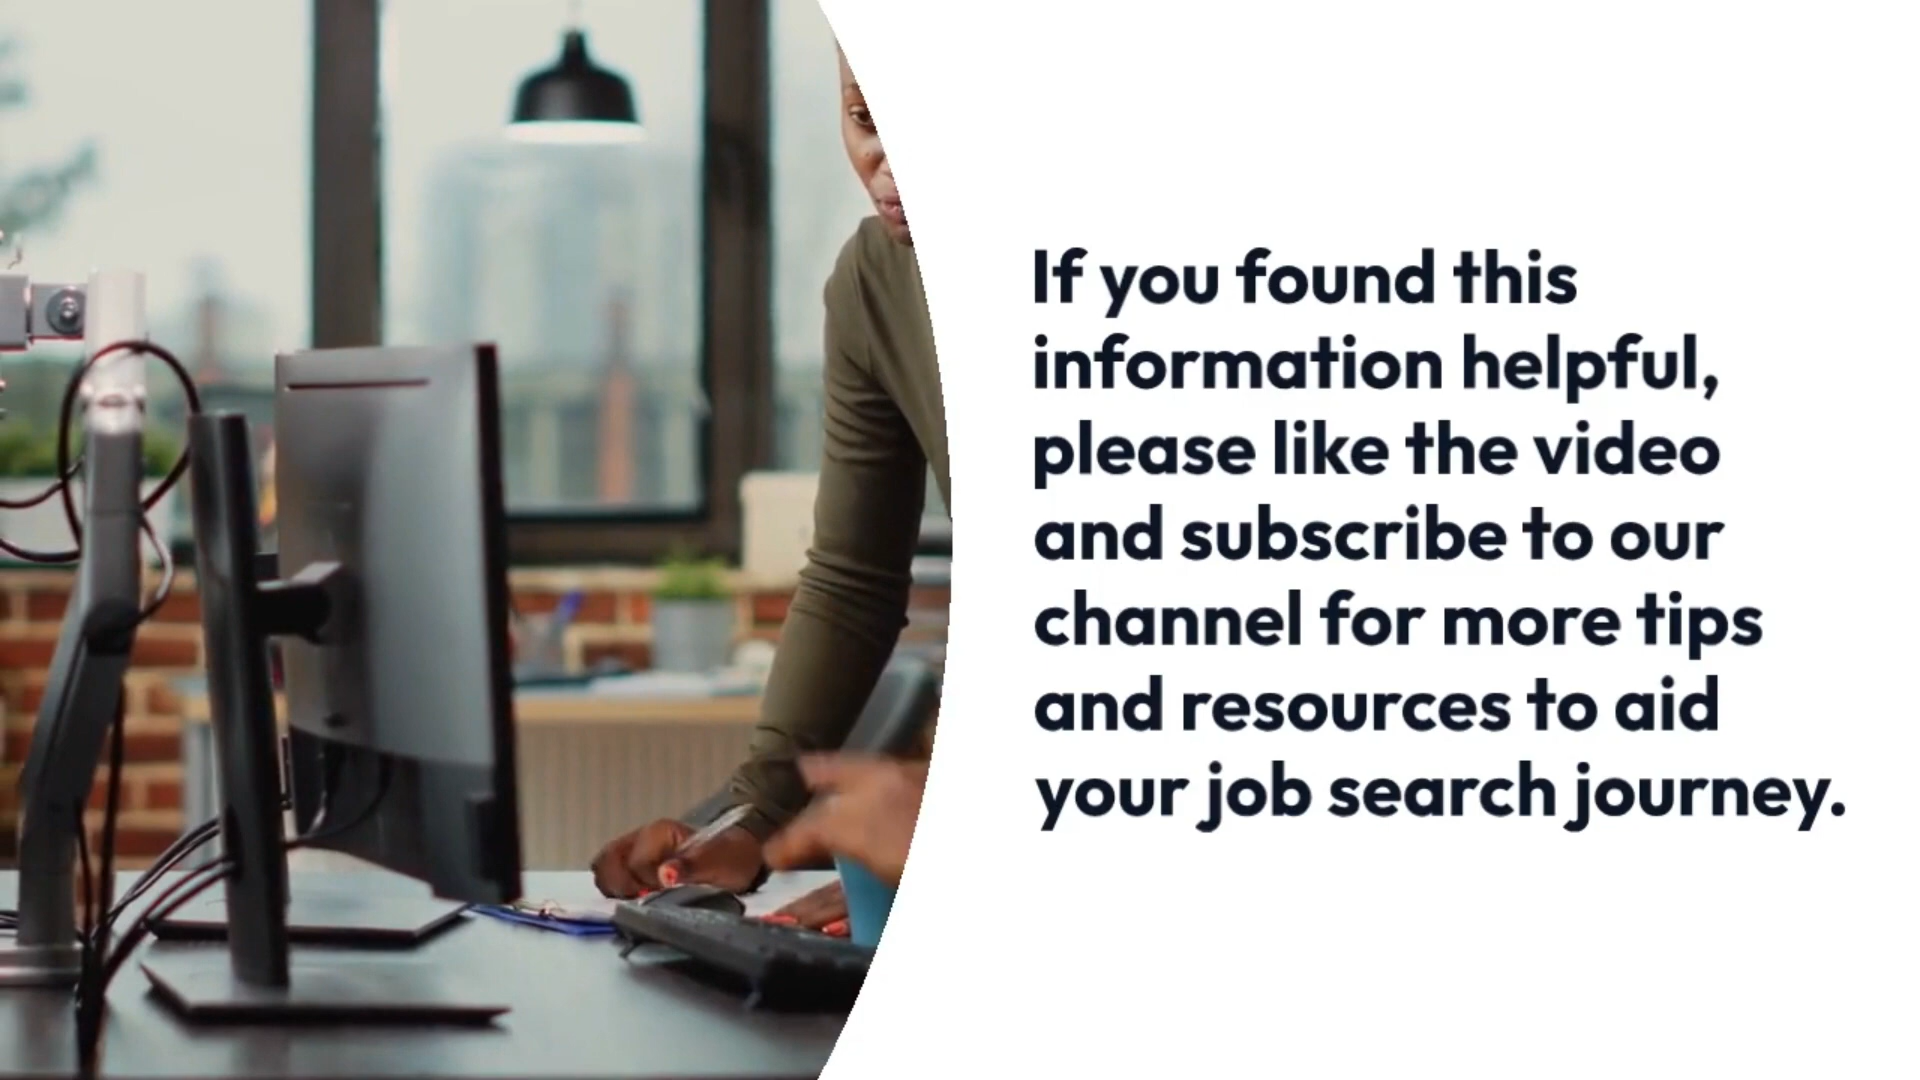 If you found this
information helpful,
please like the video
and subscribe to our
channel for more tips
and resources to aid
your job search journey.